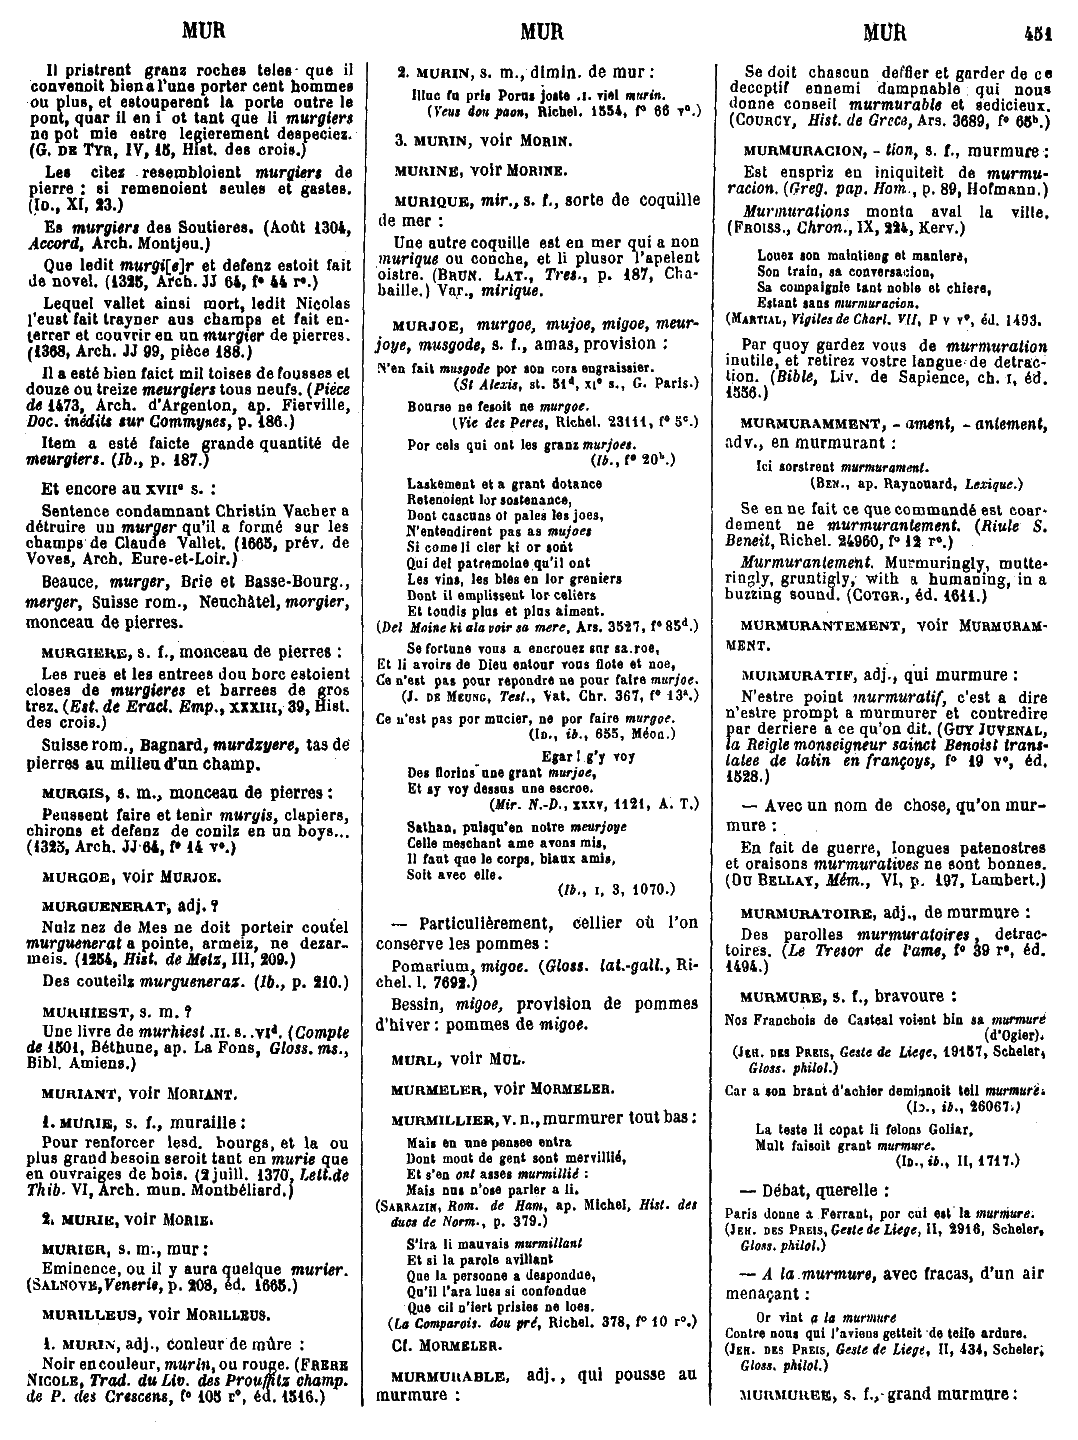 MUR
MUR
MUR
451
Il pristrent granz roches teles que il
convenoit bien a l'une porter cent hommes
ou plus, et estouperent la porte outre le
pont, quar il en i ot tant que li murgiers
ne pot mie estre legierement despeciez.
(G. DE TYR, IV, 15, Hist. des crois.)
Les citez resembloient murgiers de
pierre ; si remenoient seules et gastes.
(ID., XI, 23.)
Es murgiers des Soutieres. (Août 1304,
Accord, Arch. Montjeu.)
Que ledit murgi[e]r et defenz estoit fait
de novel. (1325, Arch. JJ 64, f° 44 r°.)
Lequel vallet ainsi mort, ledit Nicolas
l'eust fait trayner aus champs et fait en-
terrer et couvrir en un murgier de pierres.
(1368, Arch. JJ 99, pièce 188.)
Il a esté bien faict mil toises de fousses et
douze ou treize meurgiers tous neufs. (Pièce
de 1473, Arch. d'Argenton, ap. Fierville,
Doc. inédits sur Commynes, p. 186.)
Item a esté faicte grande quantité de
meurgiers. (Ib., p. 187.)
Et encore au XVIIe s. :
Sentence condamnant Christin Vacher a
détruire un murger qu'il a formé sur les
champs de Claude Vallet. (1665, prév. de
Voves, Arch. Eure-et-Loir.)
Beauce, murger, Brie et Basse-Bourg.,
merger, Suisse rom., Neuchâtel, morgier,
monceau de pierres.
MURGIERE, s. f., monceau de pierres :
Les rues et les entrees dou borc estoient
closes de murgieres et barrees de gros
trez. (Est. de Eracl. Emp., XXXIII, 39, Hist.
des crois.)
Suisse rom., Bagnard, murdzyere, tas de
pierres au milieu d'un champ.
MURGIS, s. m., monceau de pierres :
Peussent faire et tenir murgis, clapiers,
chirons et defenz de conilz en un boys...
(1325, Arch. JJ 64, f° 14 v°.)
MURGOE, voir MURJOE.
MURGUENERAT, adj. ?
Nulz nez de Mes ne doit porteir coutel
murguenerat a pointe, armeiz, ne dezar-
meis. (1254, Hist. de Metz, III, 209.)
Des couteilz murgueneraz. (Ib., p. 210.)
MURHIEST, s. m. ?
Une livre de murhiest .II. s. .VId. (Compte
de 1501, Béthune, ap. La Fons, Gloss. ms.,
Bibl. Amiens.)
MURIANT, voir MORIANT.
1. MURIE, s. f., muraille :
Pour renforcer lesd. bourgs, et la ou
plus grand besoin seroit tant en murie que
en ouvraiges de bois. (2 juill. 1370, Lett. de
Thib. VI, Arch. mun. Montbéliard.)
2. MURIE, voir MORIE.
MURIER, s. m., mur :
Eminence, ou il y aura quelque murier.
(SALNOVE, Venerie, p. 208, éd. 1665.)
MURILLEUS, voir MORILLEUS.
1. MURIN, adj., couleur de mûre :
Noir en couleur, murin, ou rouge. (FRERE
NICOLE, Trad. du Liv. des Prouffitz champ.
de P. des Crescens, f° 105 r°, éd. 1516.)
2. MURIN, s. m., dimin. de mur :
Illuc fu pris Porus joste .I. viel murin.
(Veus dou paon, Richel. 1554, f° 66 v°.)
3. MURIN, voir MORIN.
MURINE, voir MORINE.
MURIQUE, mir., s. f., sorte de coquille
de mer :
Une autre coquille est en mer qui a non
murique ou conche, et li plusor l'apelent
oistre. (BRUN. LAT., Tres., p. 187, Cha-
baille.) Var., mirique.
MURJOE, murgoe, mujoe, migoe, meur-
joye, musgode, s. f., amas, provision :
N'en fait musgode por son cors engraissier.
(St Alexis, st. 51d, XIe s., G. Paris.)
Bourse ne fesoit ne murgoe.
(Vie des Peres, Richel. 23111, f° 5c.)
Por cels qui ont les granz murjoes.
(Ib., f° 20b.)
Laskement et a grant dotance
Retenoient lor sostenance,
Dont cascuns ot pales les joes,
N'entendirent pas as mujoes
Si come li cler ki or sont
Qui del patremoine qu'il ont
Les vins, les bles en lor greniers
Dont il emplissent lor celiers
Et toudis plus et plus aiment.
(Del Moine ki ala voir sa mere, Ars. 3527, f° 85d.)
Se fortune vous a encrouez sur sa roe,
Et li avoirs de Dieu entour vous flote et noe,
Ce n'est pas pour repondre ne pour faire murjoe.
(J. DE MEUNG, Test., Vat. Chr. 367, f° 13a.)
Ce n'est pas por mucier, ne por faire murgoe.
(ID., ib., 655, Méon.)
Egar ! g'y voy
Des florins une grant murjoe,
Et sy voy dessus une escroe.
(Mir. N.-D., XXXV, 1121, A. T.)
Sathan, puisqu'en nostre meurjoye
Celle meschant ame avons mis,
Il faut que le corps, biaux amis,
Soit avec elle.
(Ib., I, 3, 1070.)
— Particulièrement, cellier où l'on
conserve les pommes :
Pomarium, migoe. (Gloss. lat.-gall., Ri-
chel. l. 7692.)
Bessin, migoe, provision de pommes
d'hiver : pommes de migoe.
MURL, voir MUL.
MURMELER, voir MORMELER.
MURMILLIER, v. n., murmurer tout bas :
Mais en une pensee entra
Dont mout de gent sont mervillié,
Et s'en ont asses murmillié :
Mais nus n'ose parler a li.
(SARRAZIN, Rom. de Ham, ap. Michel, Hist. des
ducs de Norm., p. 379.)
S'ira li mauvais murmillant
Et si la parole avillant
Que la personne a despondue,
Qu'il l'ara lues si confondue
Que cil n'iert prisies ne loes.
(La Comparois. dou pré, Richel. 378, f° 10 r°.)
Cf. MORMELER.
MURMURABLE, adj., qui pousse au
murmure :
Se doit chascun deffier et garder de ce
deceptif ennemi dampnable qui nous
donne conseil murmurable et sedicieux.
(COURCY, Hist. de Grece, Ars. 3689, f° 65b.)
MURMURACION, - tion, s. f., murmure :
Est enspriz en iniquiteit de murmu-
racion. (Greg. pap. Hom., p. 89, Hofmann.)
Murmurations monta aval la ville.
(FROISS., Chron., IX, 224, Kerv.)
Louez son maintieng et maniere,
Son train, sa conversacion,
Sa compaignie tant noble et chiere,
Estant sans murmuracion.
(MARTIAL, Vigiles de Charl. VII, P v v°, éd. 1493.
Par quoy gardez vous de murmuration
inutile, et retirez vostre langue de detrac-
tion. (Bible, Liv. de Sapience, ch. I, éd.
1556.)
MURMURAMMENT, - ament, - antement,
adv., en murmurant :
Ici sorstrent murmurament.
(BEN., ap. Raynouard, Lexique.)
Se en ne fait ce que commandé est coar-
dement ne murmurantement. (Riule S.
Beneit, Richel. 24960, f° 12 r°.)
Murmurantement. Murmuringly, mutte-
ringly, gruntigly, with a humaning, in a
buzzing sound. (COTGR., éd. 1611.)
MURMURANTEMENT, voir MURMURAM-
MENT.
MURMURATIF, adj., qui murmure :
N'estre point murmuratif, c'est a dire
n'estre prompt a murmurer et contredire
par derriere a ce qu'on dit. (GUY JUVENAL,
la Reigle monseigneur sainct Benoist trans-
latee de latin en françoys, f° 19 v°, éd.
1528.)
— Avec un nom de chose, qu'on mur-
mure :
En fait de guerre, longues patenostres
et oraisons murmuratives ne sont bonnes.
(DU BELLAY, Mém., VI, p. 197, Lambert.)
MURMURATOIRE, adj., de murmure :
Des parolles murmuratoires, detrac-
toires. (Le Tresor de l'ame, f° 39 r°, éd.
1494.)
MURMURE, s. f., bravoure :
Nos Franchois de Casteal voient bin sa murmure
(d'Ogier).
(JEH. DES PREIS, Geste de Liege, 19157, Scheler,
Gloss. philol.)
Car a son brant d'achier deminnoit teil murmure.
(ID., ib., 26067.)
La teste li copat li felons Goliar,
Mult faisoit grant murmure.
(ID., ib., II, 1717.)
— Débat, querelle :
Paris donne a Ferrant, por cui est la murmure.
(JEH. DES PREIS, Geste de Liege, II, 2916, Scheler,
Gloss. philol.)
— A la murmure, avec fracas, d'un air
menaçant :
Or vint a la murmure
Contre nous qui l'aviens getteit de teile ardure.
(JEH. DES PREIS, Geste de Liege, II, 434, Scheler,
Gloss. philol.)
MURMUREE, s. f., grand murmure :